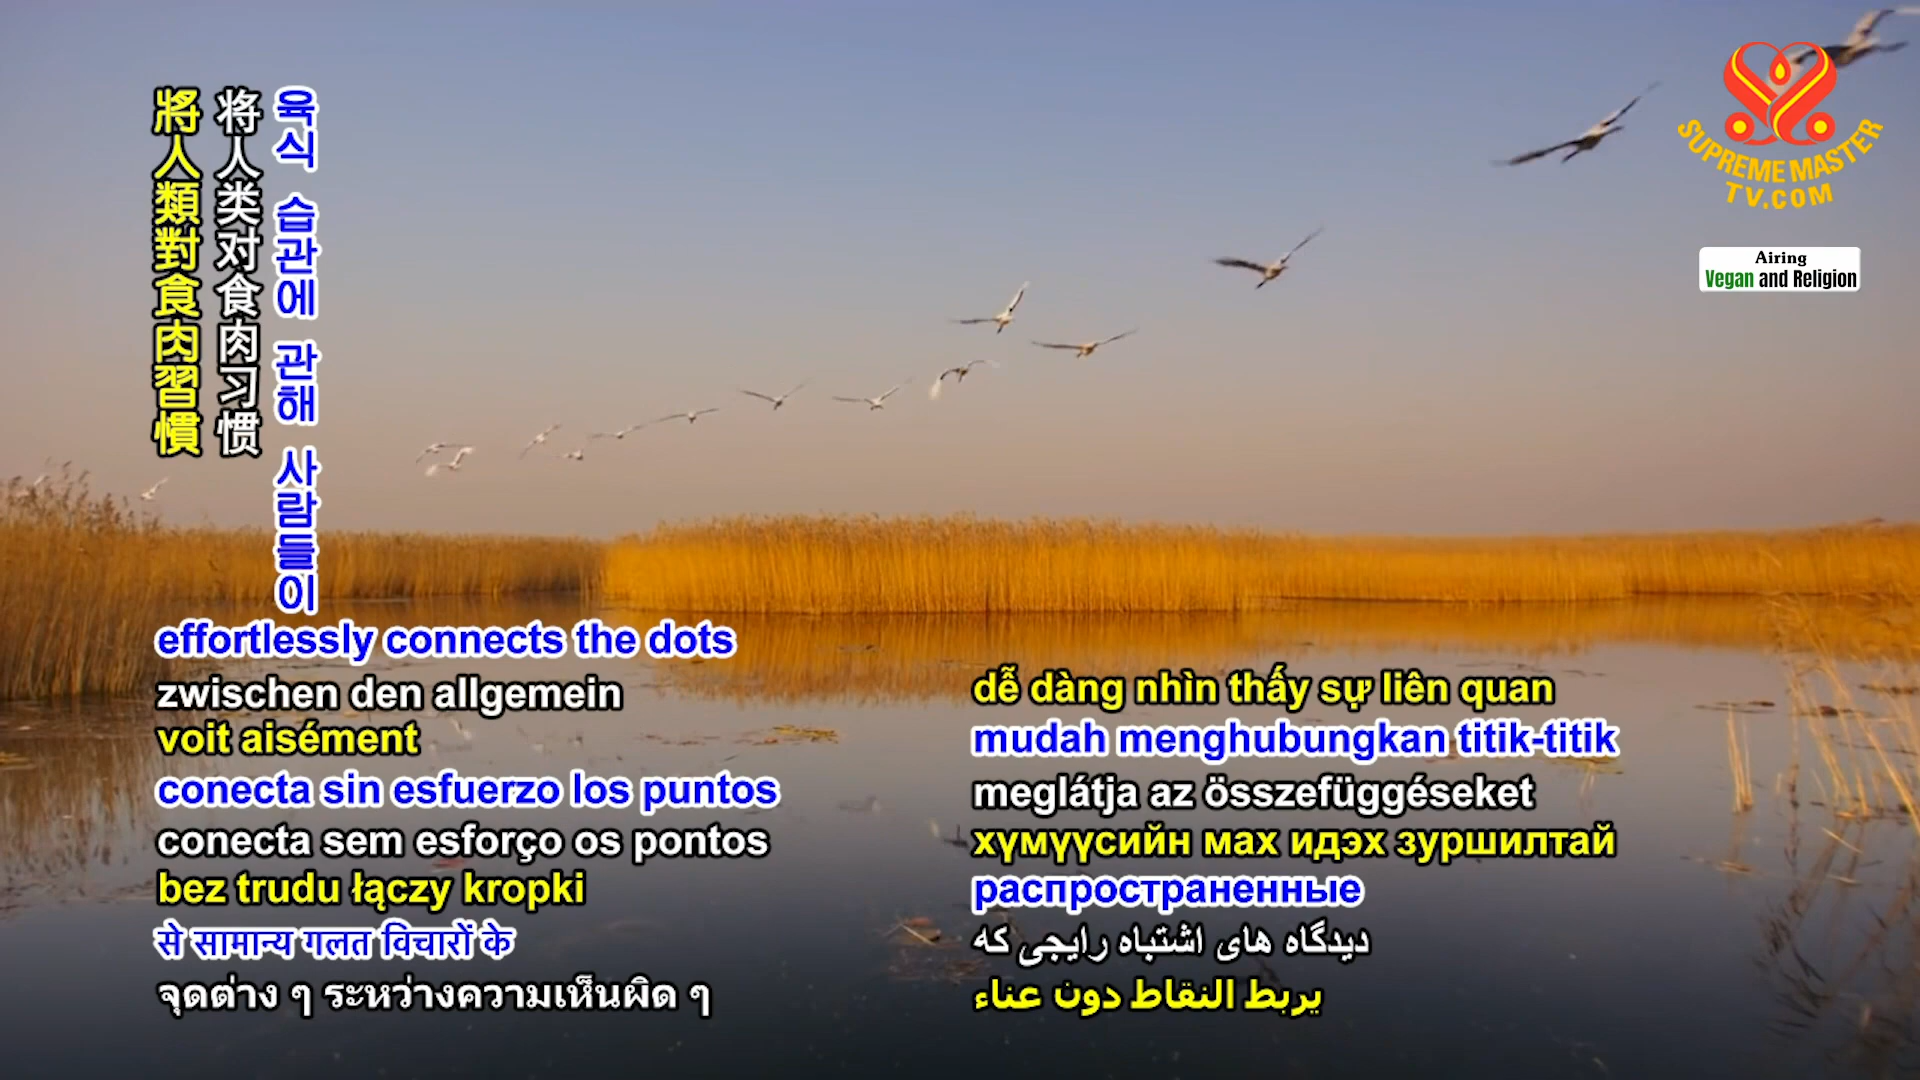 將人類對食肉習慣
将人类对食肉习惯
육식 습관에 관해 사람들이
effortlessly connects the dots
zwischen den allgemein
voit aisément
conecta sin esfuerzo los puntos
conecta sem esforço os pontos
bez trudu łączy kropki
से सामान्य गलत विचारों के
จุดต่าง ๆ ระหว่างความเห็นผิด ๆ
dễ dàng nhìn thấy sự liên quan
mudah menghubungkan titik-titik
meglátja az összefüggéseket
хүмүүсийн мах идэх зуршилтай
распространенные
دیدگاه های اشتباه رایجی که
يربط النقاط دون عناء
SUPREME MASTER
TV.COM
Airing
Vegan and Religion